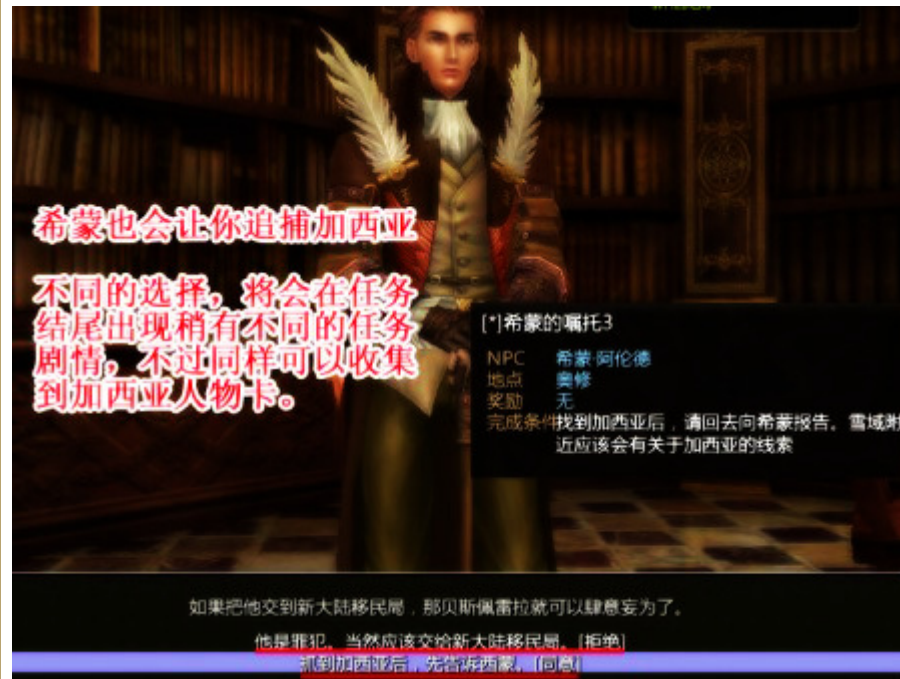 希蒙也会让你追捕加西亚
不同的选择，将会在任务
结尾出现稍有不同的任务
剧情，不过同样可以收集
到加西亚人物卡。
[*]希蒙的嘱托3
NPC 希蒙·阿伦德
地点 奥修
奖励 无
完成条件找到加西亚后，请回去向希蒙报告。雪域附
近应该会有关于加西亚的线索
如果把他交到新大陆移民局，那贝斯佩雷拉就可以肆意妄为了。
他是罪犯。当然应该交给新大陆移民局。[拒绝]
抓到加西亚后，先告诉西蒙。[同意]